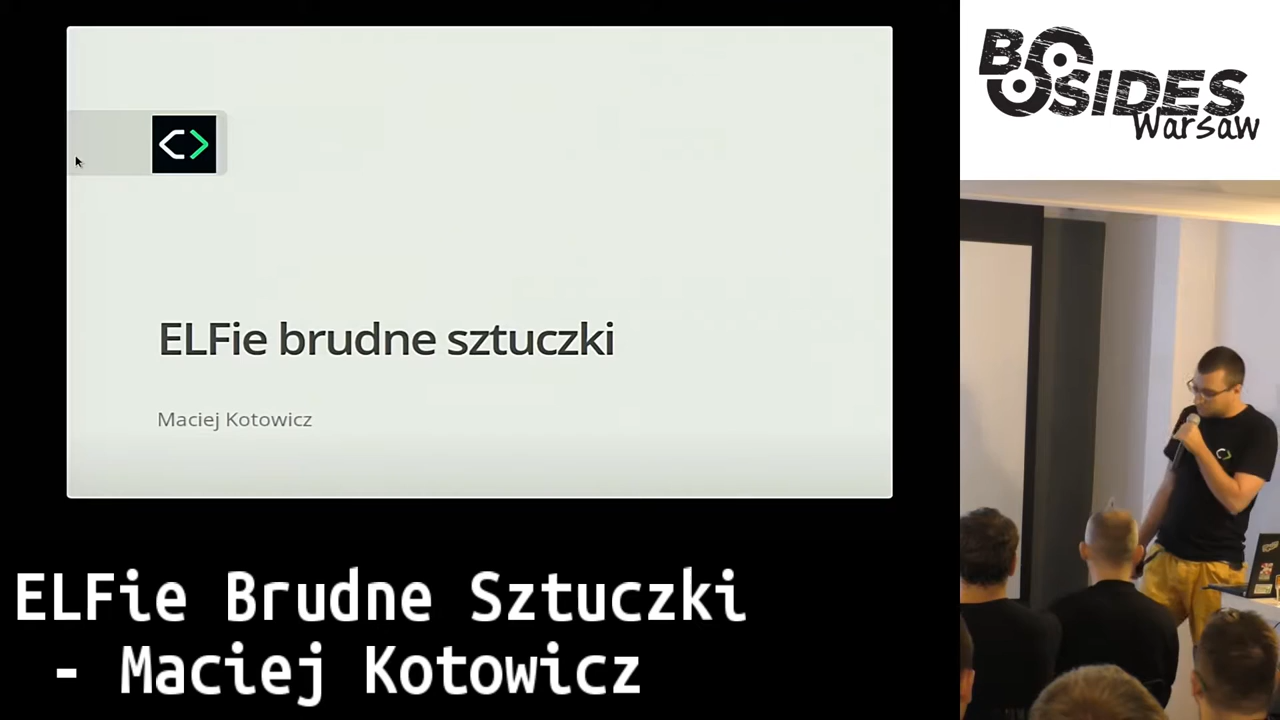 BSIDES
Warsaw
ELFie brudne sztuczki
Maciej Kotowicz
ELFie Brudne Sztuczki
- Maciej Kotowicz